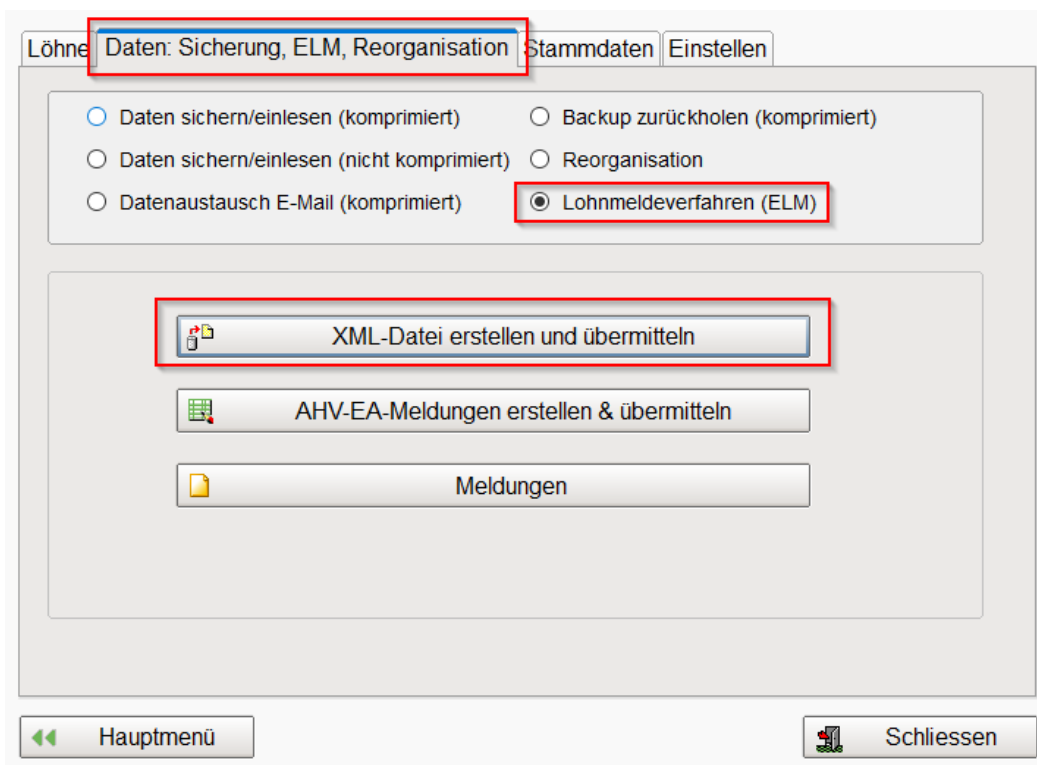 Löhne Daten: Sicherung, ELM, Reorganisation Stammdaten Einstellen
Daten sichern/einlesen (komprimiert) Backup zurückholen (komprimiert)
Daten sichern/einlesen (nicht komprimiert) Reorganisation
Datenaustausch E-Mail (komprimiert) Lohnmeldeverfahren (ELM)
XML-Datei erstellen und übermitteln
AHV-EA-Meldungen erstellen & übermitteln
Meldungen
Hauptmenü Schliessen